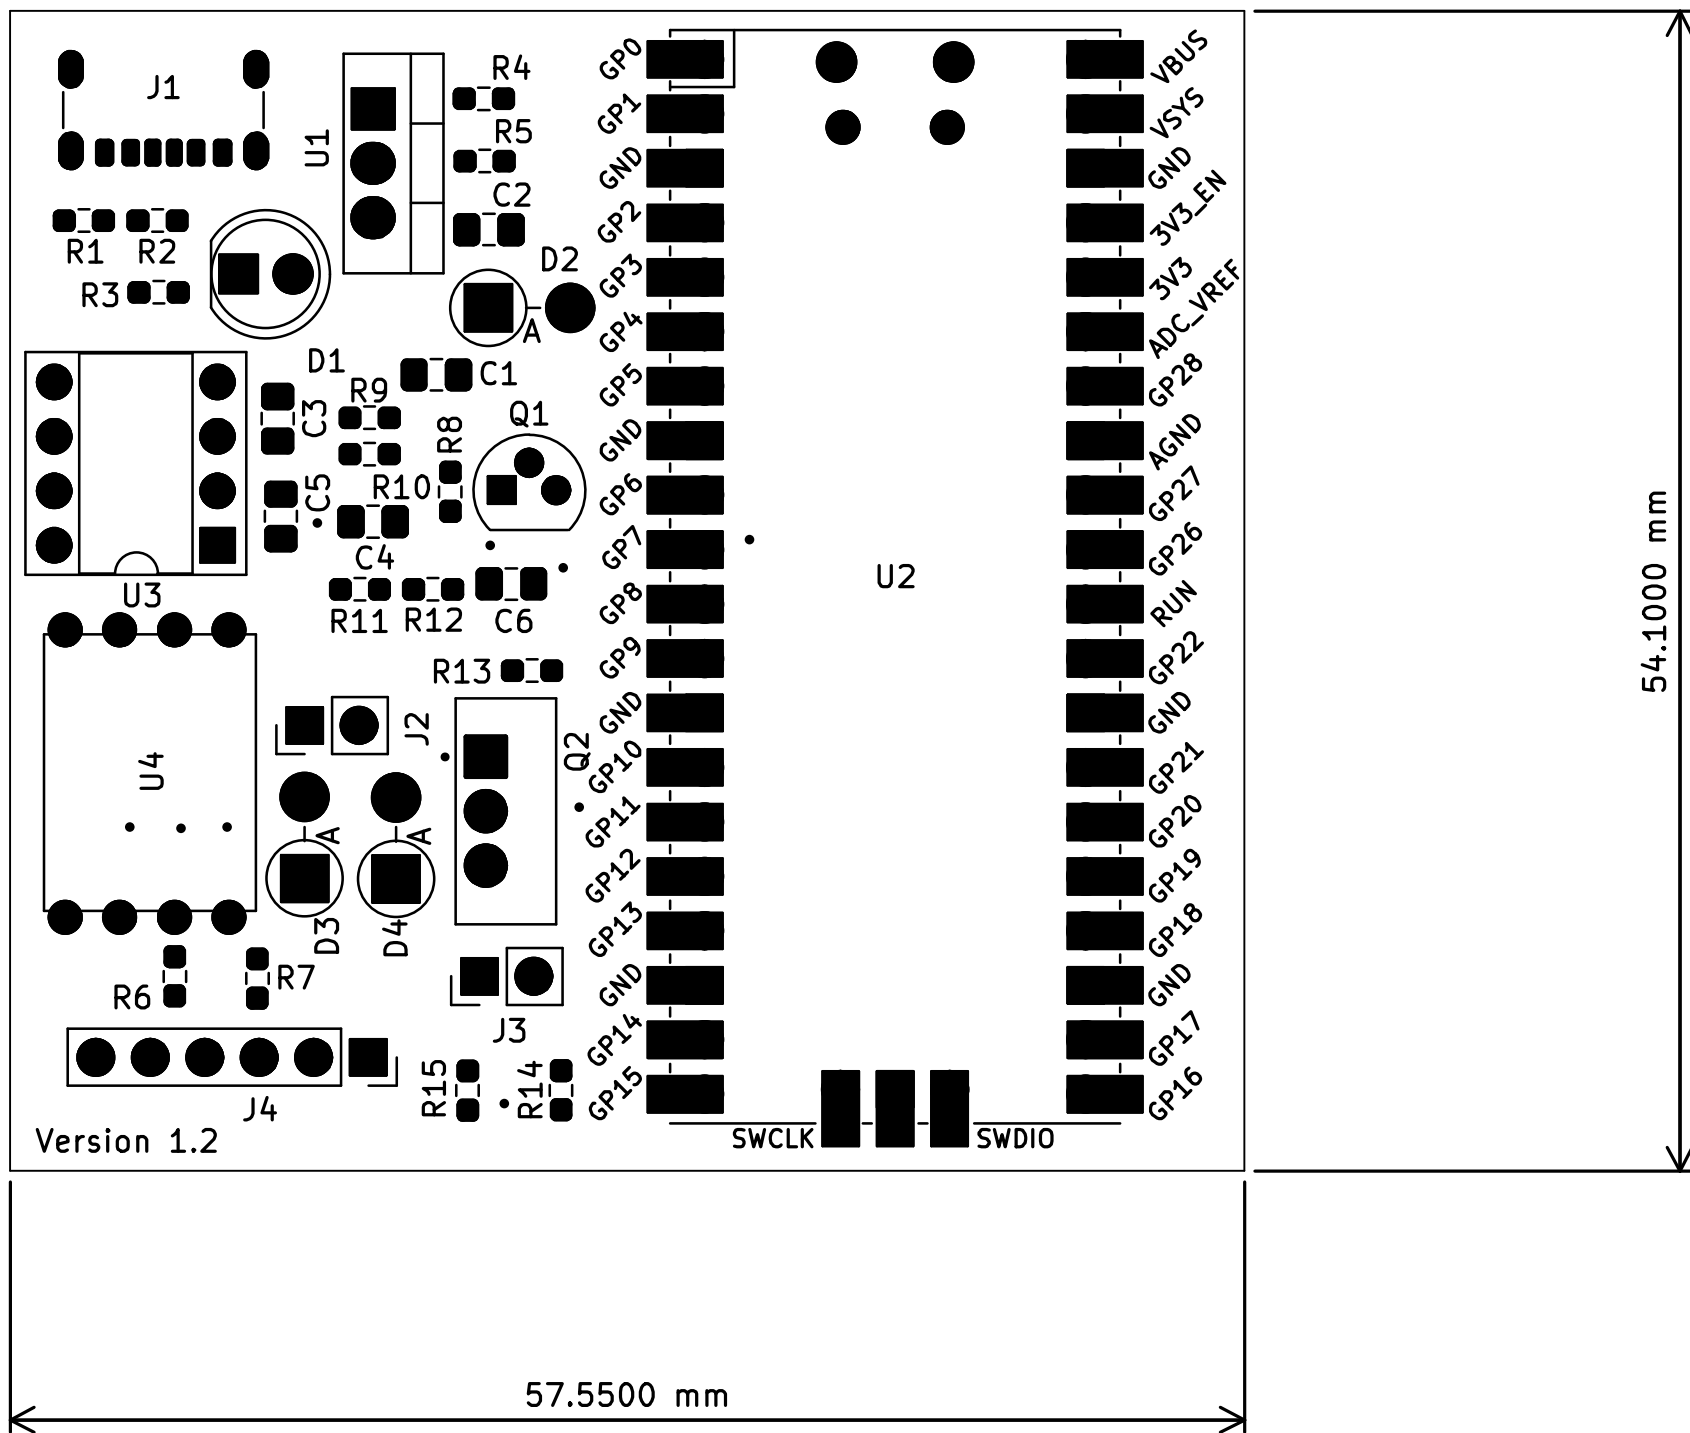 J1
U1
R4
R5
C2
R1
R2
R3
D1
D2
A
C1
R9
C3
R8
Q1
R10
C5
C4
U3
R11
R12
C6
R13
J2
Q2
U4
A
A
D3
D4
R6
R7
J3
R15
R14
J4
Version 1.2
GP0
GP1
GND
GP2
GP3
GP4
GP5
GND
GP6
GP7
GP8
GP9
GND
GP10
GP11
GP12
GP13
GND
GP14
GP15
U2
SWCLK
SWDIO
VBUS
VSYS
GND
3V3_EN
3V3
ADC_VREF
GP28
AGND
GP27
GP26
RUN
GP22
GND
GP21
GP20
GP19
GP18
GND
GP17
GP16
54.1000 mm
57.5500 mm